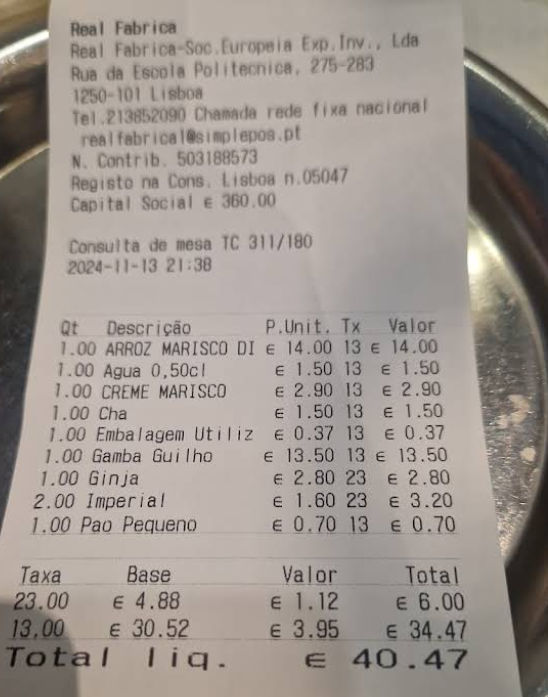 Real Fabrica
Real Fabrica-Soc.Europeia Exp.Inv., Lda
Rua da Escola Politecnica, 275-283
1250-101 Lisboa
Tel.213852090 Chamada rede fixa nacional
realfabrical@simplepos.pt
N. Contrib. 503188573
Registo na Cons. Lisboa n.05047
Capital Social € 360.00
Consulta de mesa TC 311/180
2024-11-13 21:38
Qt Descrição P.Unit. Tx Valor
1.00 ARROZ MARISCO DI € 14.00 13 € 14.00
1.00 Agua 0,50cl € 1.50 13 € 1.50
1.00 CREME MARISCO € 2.90 13 € 2.90
1.00 Cha € 1.50 13 € 1.50
1.00 Embalagem Utiliz € 0.37 13 € 0.37
1.00 Gamba Guilho € 13.50 13 € 13.50
1.00 Ginja € 2.80 23 € 2.80
2.00 Imperial € 1.60 23 € 3.20
1.00 Pao Pequeno € 0.70 13 € 0.70
Taxa Base Valor Total
23.00 € 4.88 € 1.12 € 6.00
13.00 € 30.52 € 3.95 € 34.47
Total liq. € 40.47